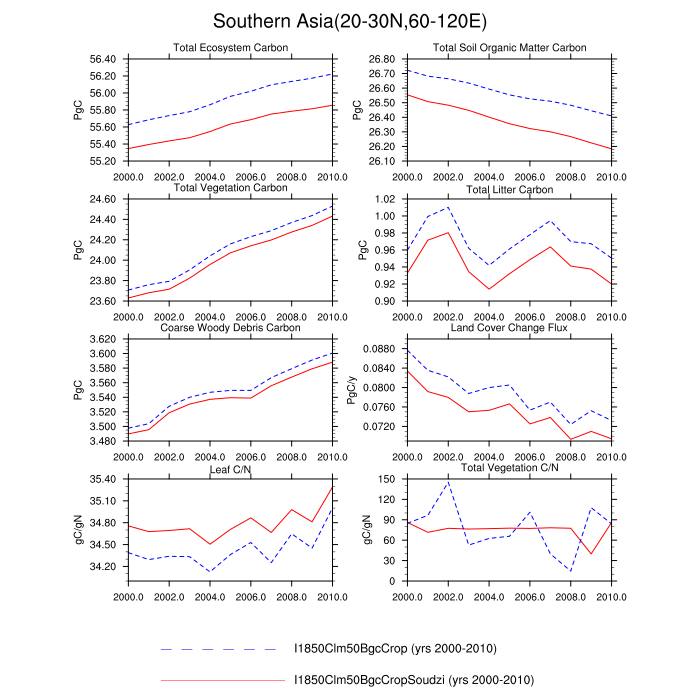 Southern Asia(20-30N,60-120E)
Total Ecosystem Carbon
PgC
56.40
56.20
56.00
55.80
55.60
55.40
55.20
2000.0 2002.0 2004.0 2006.0 2008.0 2010.0
Total Soil Organic Matter Carbon
PgC
26.80
26.70
26.60
26.50
26.40
26.30
26.20
26.10
2000.0 2002.0 2004.0 2006.0 2008.0 2010.0
Total Vegetation Carbon
PgC
24.60
24.40
24.20
24.00
23.80
23.60
2000.0 2002.0 2004.0 2006.0 2008.0 2010.0
Total Litter Carbon
PgC
1.02
1.00
0.98
0.96
0.94
0.92
0.90
2000.0 2002.0 2004.0 2006.0 2008.0 2010.0
Coarse Woody Debris Carbon
PgC
3.620
3.600
3.580
3.560
3.540
3.520
3.500
3.480
2000.0 2002.0 2004.0 2006.0 2008.0 2010.0
Land Cover Change Flux
PgC/y
0.0880
0.0840
0.0800
0.0760
0.0720
2000.0 2002.0 2004.0 2006.0 2008.0 2010.0
Leaf C/N
gC/gN
35.40
35.10
34.80
34.50
34.20
2000.0 2002.0 2004.0 2006.0 2008.0 2010.0
Total Vegetation C/N
gC/gN
150
120
90
60
30
0
2000.0 2002.0 2004.0 2006.0 2008.0 2010.0
I1850Clm50BgcCrop (yrs 2000-2010)
I1850Clm50BgcCropSoudzi (yrs 2000-2010)